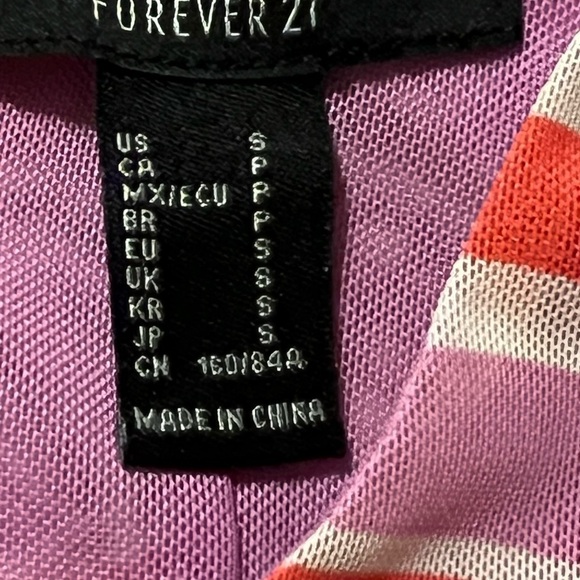 FOREVER 21
US S
CA P
MX/ECU P
BR P
EU S
UK S
KR S
JP S
CN 160/84A
MADE IN CHINA